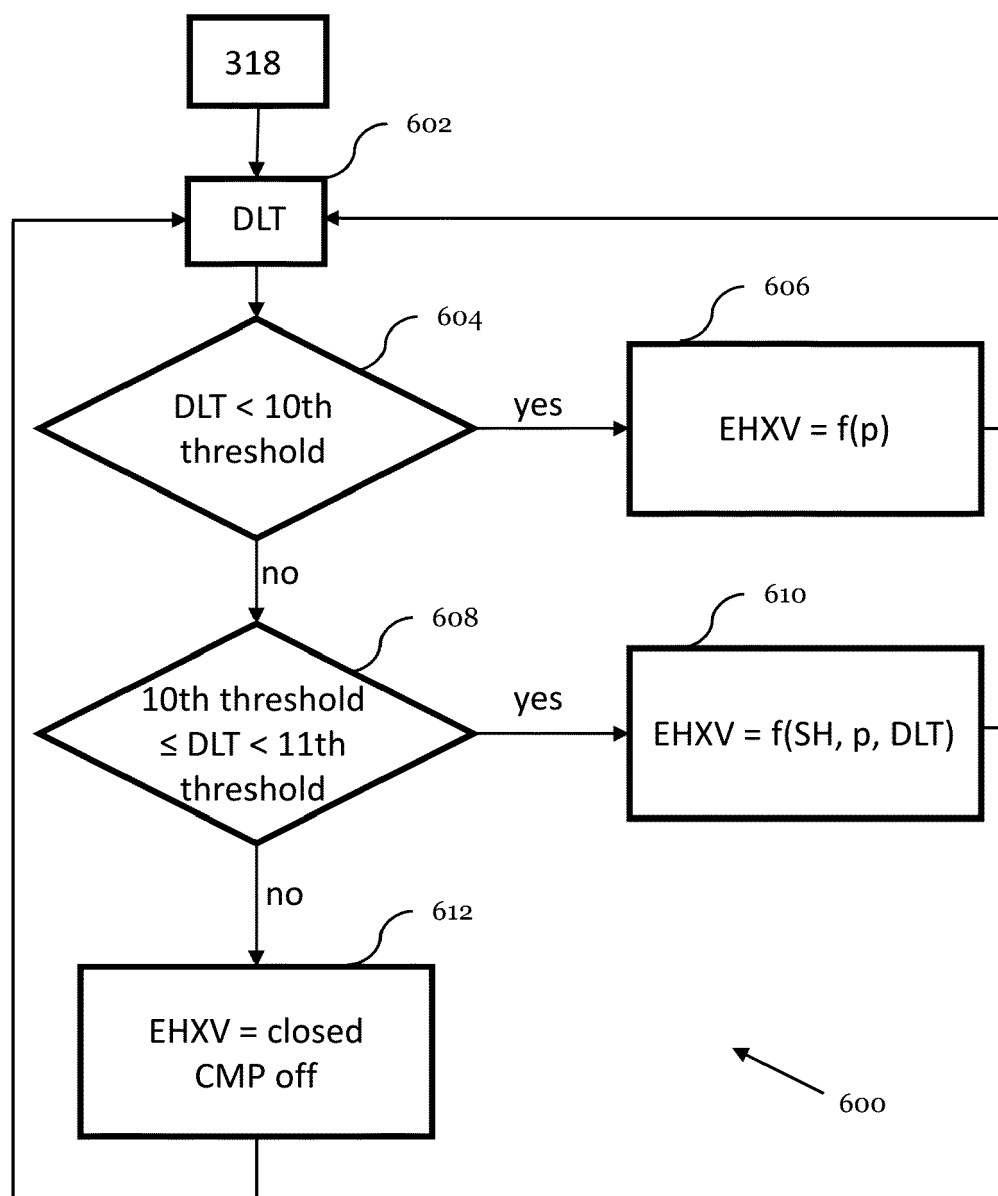 318
602
DLT
604
DLT < 10th
threshold
yes
606
EHXV = f(p)
no
608
10th threshold
≤ DLT < 11th
threshold
yes
610
EHXV = f(SH, p, DLT)
no
612
EHXV = closed
CMP off
600